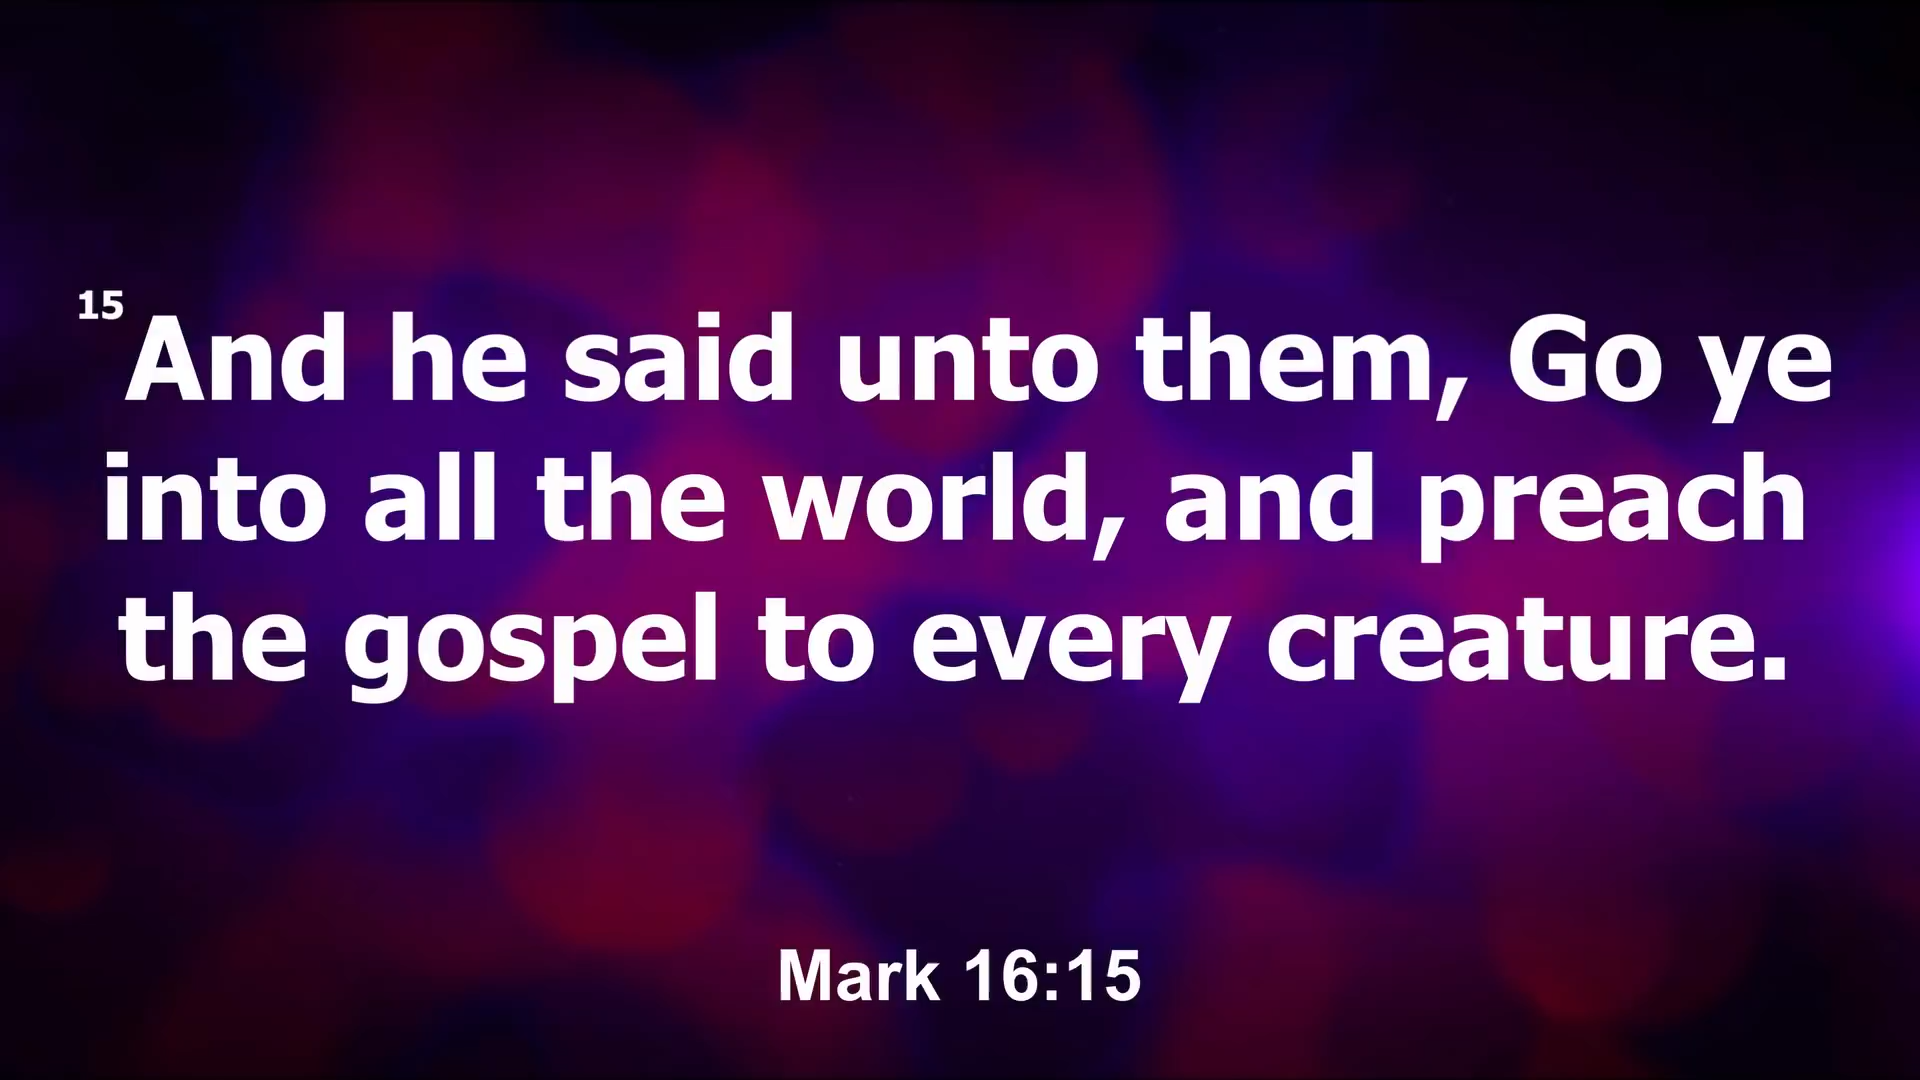 15 And he said unto them, Go ye
into all the world, and preach
the gospel to every creature.
Mark 16:15